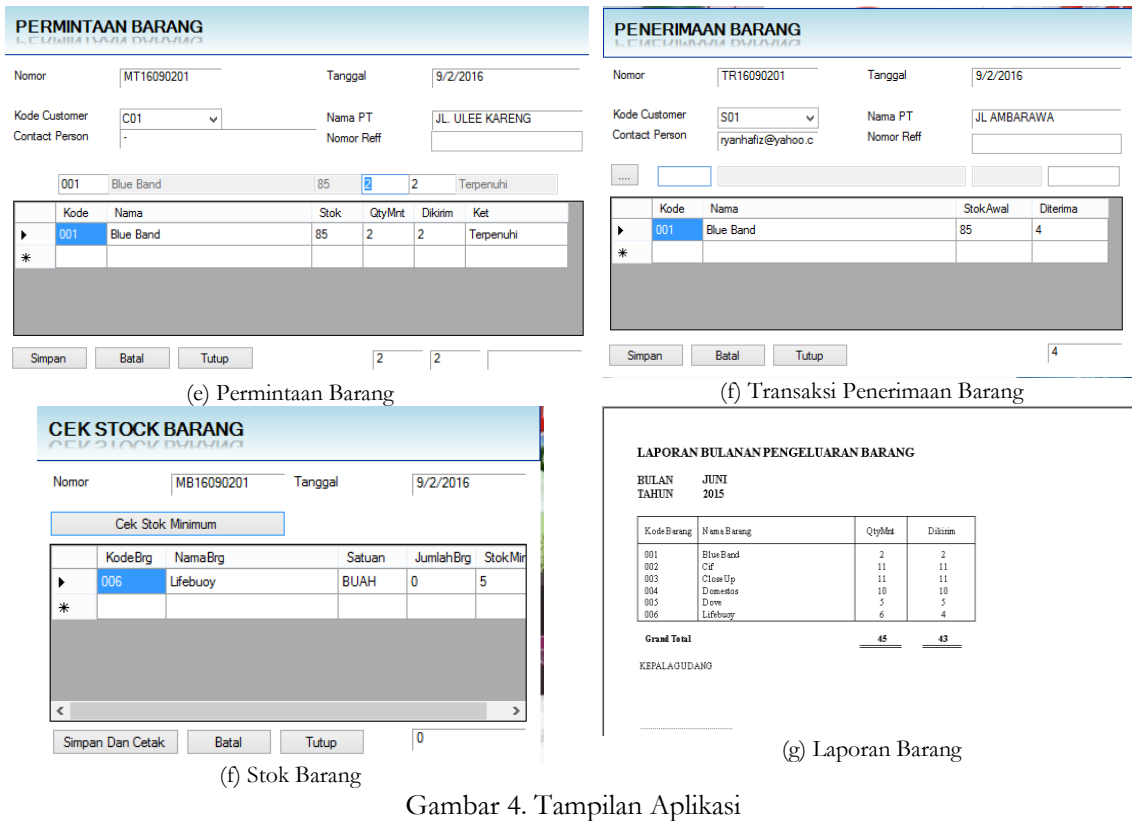 PERMINTAAN BARANG
Nomor MT16090201 Tanggal 9/2/2016
Kode Customer C01 Nama PT JL. ULEE KARENG
Contact Person - Nomor Reff
001 Blue Band 85 2 2 Terpenuhi
Kode Nama Stok QtyMnt Dikirim Ket
001 Blue Band 85 2 2 Terpenuhi
Simpan Batal Tutup 2 2
(e) Permintaan Barang
PENERIMAAN BARANG
Nomor TR16090201 Tanggal 9/2/2016
Kode Customer S01 Nama PT JL AMBARAWA
Contact Person ryanhafiz@yahoo.c Nomor Reff
....
Kode Nama StokAwal Diterima
001 Blue Band 85 4
Simpan Batal Tutup 4
(f) Transaksi Penerimaan Barang
CEK STOCK BARANG
Nomor MB16090201 Tanggal 9/2/2016
Cek Stok Minimum
KodeBrg NamaBrg Satuan JumlahBrg StokMin
006 Lifebuoy BUAH 0 5
Simpan Dan Cetak Batal Tutup 0
(f) Stok Barang
LAPORAN BULANAN PENGELUARAN BARANG
BULAN JUNI
TAHUN 2015
Kode Barang Nama Barang QtyMnt Dikirim
001 Blue Band 2 2
002 Cif 11 11
003 Close Up 11 11
004 Domestos 10 10
005 Dove 5 5
006 Lifebuoy 6 4
Grand Total 45 43
KEPALA GUDANG
(g) Laporan Barang
Gambar 4. Tampilan Aplikasi